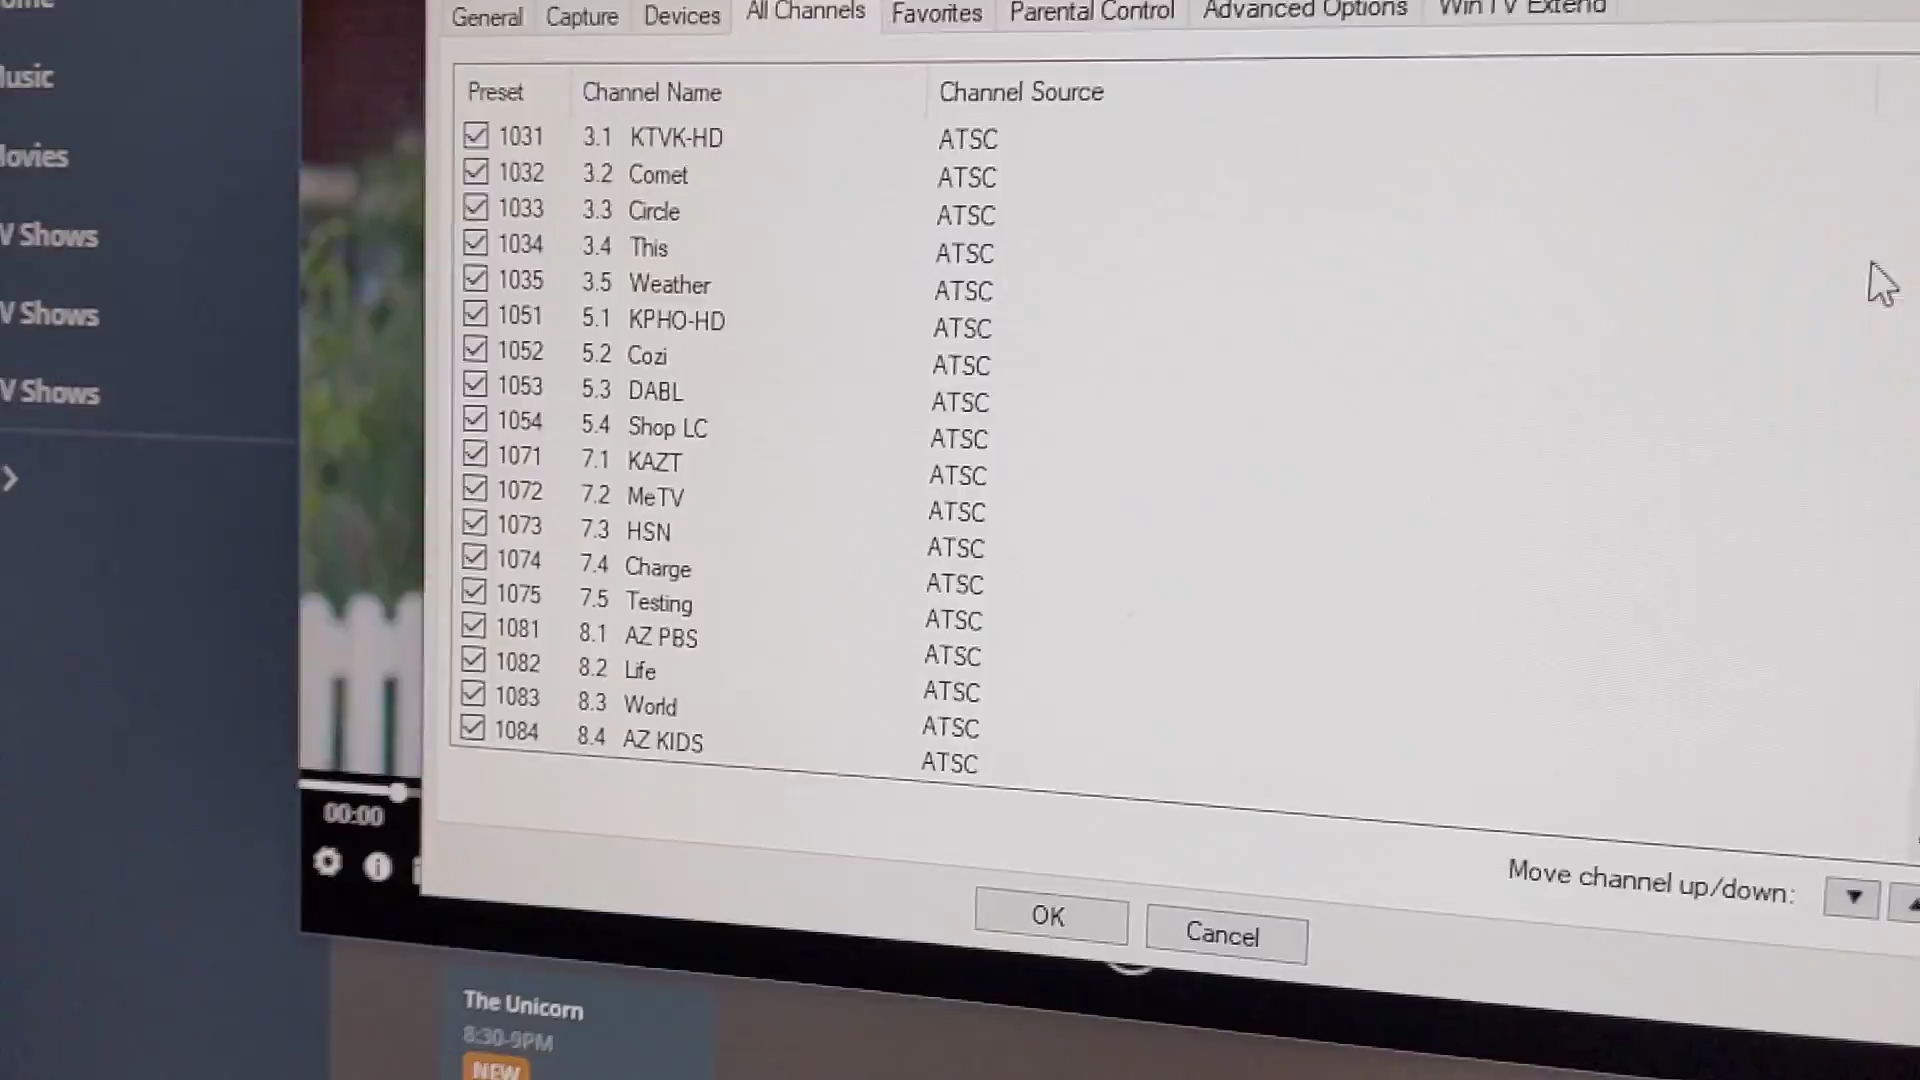 General Capture Devices All Channels Favorites Parental Control Advanced Options WinTV Extend
Preset Channel Name Channel Source
1031 3.1 KTVK-HD ATSC
1032 3.2 Comet ATSC
1033 3.3 Circle ATSC
1034 3.4 This ATSC
1035 3.5 Weather ATSC
1051 5.1 KPHO-HD ATSC
1052 5.2 Cozi ATSC
1053 5.3 DABL ATSC
1054 5.4 Shop LC ATSC
1071 7.1 KAZT ATSC
1072 7.2 MeTV ATSC
1073 7.3 HSN ATSC
1074 7.4 Charge ATSC
1075 7.5 Testing ATSC
1081 8.1 AZ PBS ATSC
1082 8.2 Life ATSC
1083 8.3 World ATSC
1084 8.4 AZ KIDS ATSC
Move channel up/down:
OK Cancel
usic
ovies
V Shows
V Shows
V Shows
00:00
The Unicorn
8:30-9PM
NEW